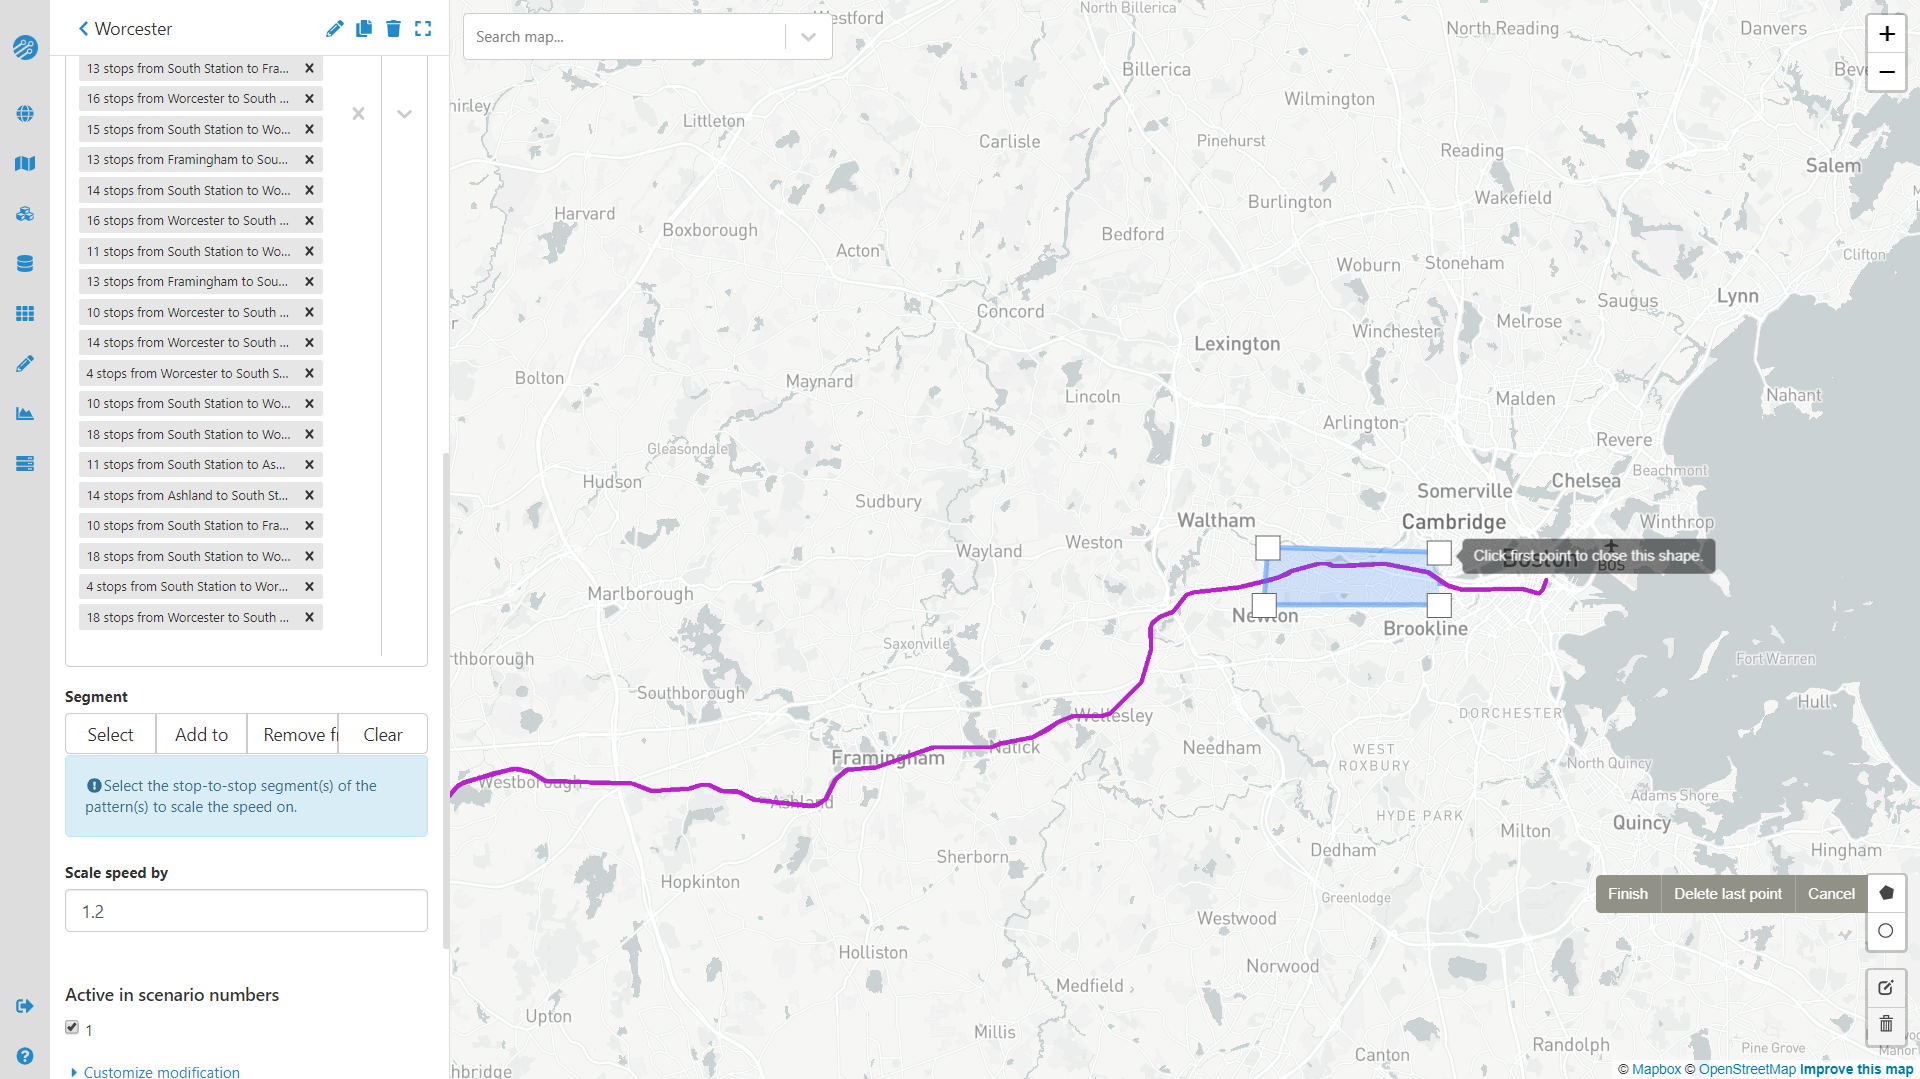 Worcester
13 stops from South Station to Fra...
16 stops from Worcester to South ...
15 stops from South Station to Wo...
13 stops from Framingham to Sou...
14 stops from South Station to Wo...
16 stops from Worcester to South ...
11 stops from South Station to Wo...
13 stops from Framingham to Sou...
10 stops from Worcester to South ...
14 stops from Worcester to South ...
4 stops from Worcester to South S...
10 stops from South Station to Wo...
18 stops from South Station to Wo...
11 stops from South Station to As...
14 stops from Ashland to South St...
10 stops from South Station to Fra...
18 stops from South Station to Wo...
4 stops from South Station to Wor...
18 stops from Worcester to South ...
Segment
Select
Add to
Remove fr
Clear
Select the stop-to-stop segment(s) of the
pattern(s) to scale the speed on.
Scale speed by
1.2
Active in scenario numbers
1
Customize modification
Search map...
Westford
North Billerica
North Reading
Danvers
Billerica
Beve
hirley
Littleton
Wilmington
Carlisle
Pinehurst
Reading
Salem
Harvard
Burlington
Wakefield
Boxborough
Bedford
Acton
Clifton
Woburn
Stoneham
Concord
Saugus
Lynn
Lexington
Winchester
Melrose
Bolton
Maynard
Lincoln
Malden
Nahant
Arlington
Gleasondale
Revere
Beachmont
Hudson
Sudbury
Somerville
Chelsea
Waltham
Cambridge
Winthrop
Wayland
Weston
Click first point to close this shape.
Boston
BOS
Marlborough
Newton
Brookline
Saxonville
thborough
Fort Warren
Southborough
Hull
Wellesley
DORCHESTER
Framingham
Natick
Needham
WEST
ROXBURY
North Quincy
Westborough
Ashland
Adams Shore
HYDE PARK
Quincy
Milton
Sherborn
Dedham
Hingham
Hopkinton
Greenlodge
Finish
Delete last point
Cancel
Westwood
Holliston
Norwood
Medfield
Upton
Millis
Randolph
Canton
Pine Grove
Manor
hbridge
© Mapbox © OpenStreetMap Improve this map